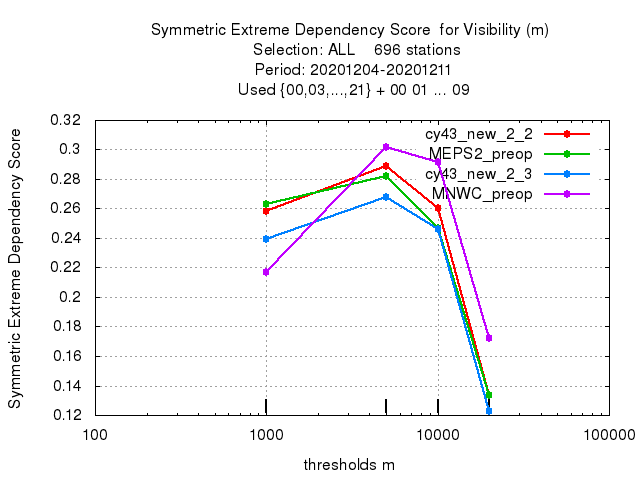 Symmetric Extreme Dependency Score  for Visibility (m)
Selection: ALL    696 stations
Period: 20201204-20201211
Used {00,03,...,21} + 00 01 ... 09
Symmetric Extreme Dependency Score
0.32
0.3
0.28
0.26
0.24
0.22
0.2
0.18
0.16
0.14
0.12
cy43_new_2_2
MEPS2_preop
cy43_new_2_3
MNWC_preop
100 1000 10000 100000
thresholds m